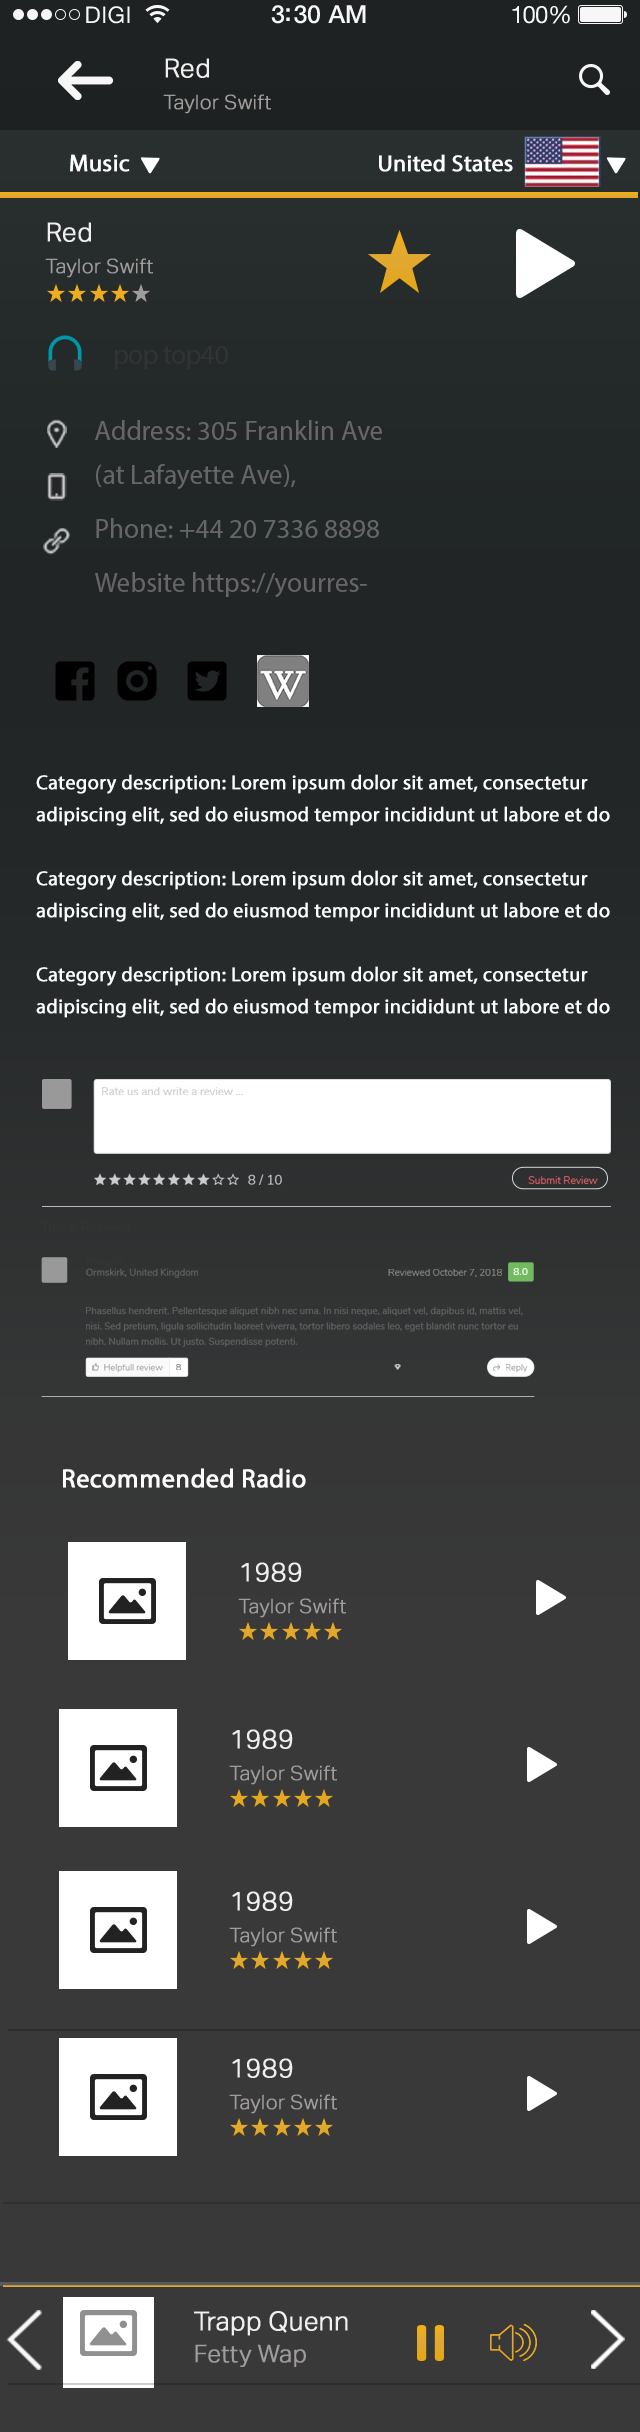 DIGI 3:30 AM 100%
Red
Taylor Swift
Music United States
Red
Taylor Swift
pop top40
Address: 305 Franklin Ave
(at Lafayette Ave),
Phone: +44 20 7336 8898
Website https://yourres-
W
Category description: Lorem ipsum dolor sit amet, consectetur
adipiscing elit, sed do eiusmod tempor incididunt ut labore et do
Category description: Lorem ipsum dolor sit amet, consectetur
adipiscing elit, sed do eiusmod tempor incididunt ut labore et do
Category description: Lorem ipsum dolor sit amet, consectetur
adipiscing elit, sed do eiusmod tempor incididunt ut labore et do
Rate us and write a review ...
8 / 10 Submit Review
Ormskirk, United Kingdom Reviewed October 7, 2018 8.0
Phasellus hendrerit. Pellentesque aliquet nibh nec urna. In nisi neque, aliquet vel, dapibus id, mattis vel,
nisi. Sed pretium, ligula sollicitudin laoreet viverra, tortor libero sodales leo, eget blandit nunc tortor eu
nibh. Nullam mollis. Ut justo. Suspendisse potenti.
Helpfull review 8 Reply
Recommended Radio
1989
Taylor Swift
1989
Taylor Swift
1989
Taylor Swift
1989
Taylor Swift
Trapp Quenn
Fetty Wap